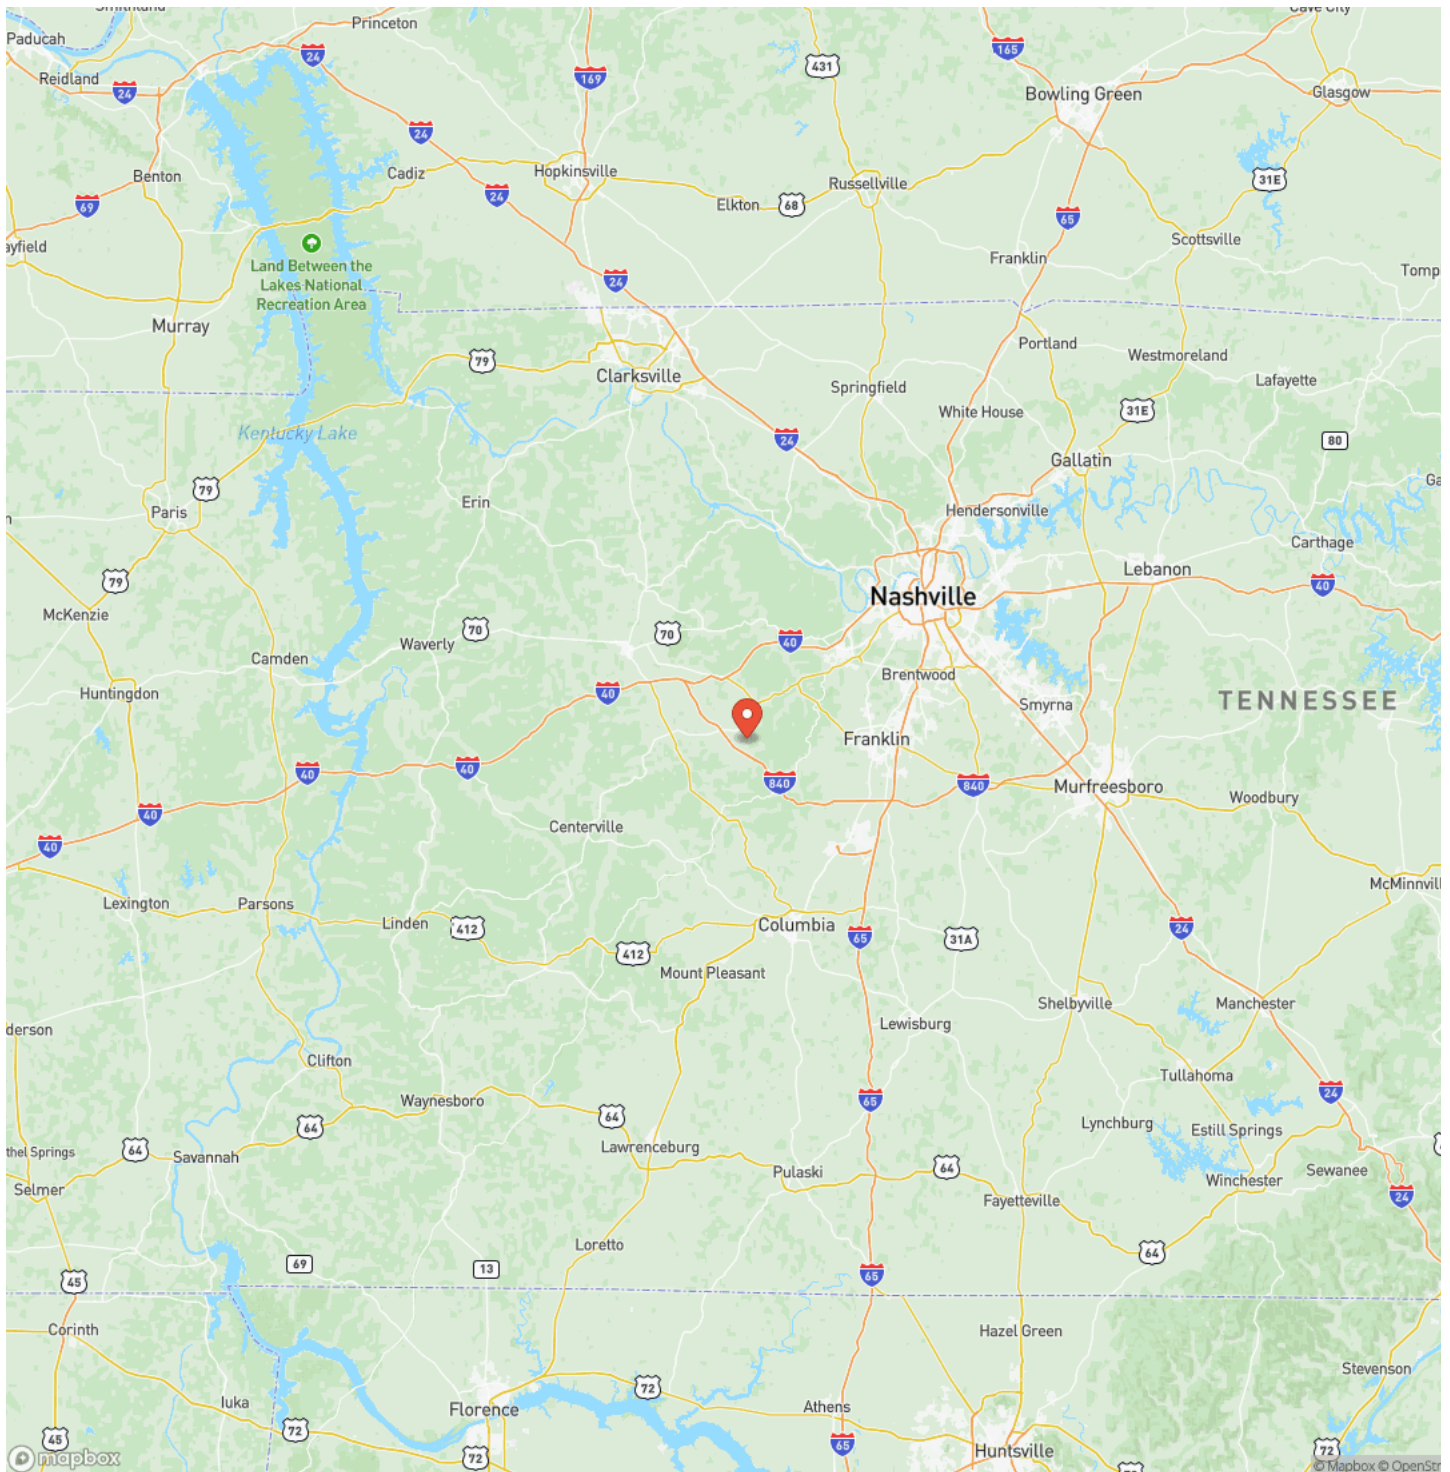 Smithland
Princeton
Cave City
Paducah
24
165
431
Reidland
169
Bowling Green
Glasgow
24
24
Benton
Cadiz
Hopkinsville
Russellville
31E
69
24
Elkton
68
65
Scottsville
ayfield
Land Between the
Lakes National
Recreation Area
Franklin
Tomp
24
Murray
Portland
Westmoreland
79
Clarksville
Springfield
Lafayette
White House
31E
Kentucky Lake
24
80
Gallatin
79
Erin
Ga
Paris
Hendersonville
n
Carthage
79
Lebanon
40
Nashville
McKenzie
70
70
40
Waverly
Camden
Brentwood
Huntingdon
40
TENNESSEE
Smyrna
Franklin
40
40
840
840
Murfreesboro
40
Woodbury
Centerville
40
McMinnvill
Lexington
Parsons
Linden
412
Columbia
65
31A
24
412
Mount Pleasant
Shelbyville
Manchester
derson
Lewisburg
Clifton
Tullahoma
24
Waynesboro
65
64
64
Lynchburg
Estill Springs
thel Springs
64
Savannah
Lawrenceburg
64
Pulaski
Sewanee
Selmer
Winchester
24
Fayetteville
Loretto
64
69
13
65
45
Corinth
Hazel Green
Stevenson
72
Iuka
Florence
Athens
72
45
65
72
Huntsville
72
72
mapbox
© Mapbox © OpenStr